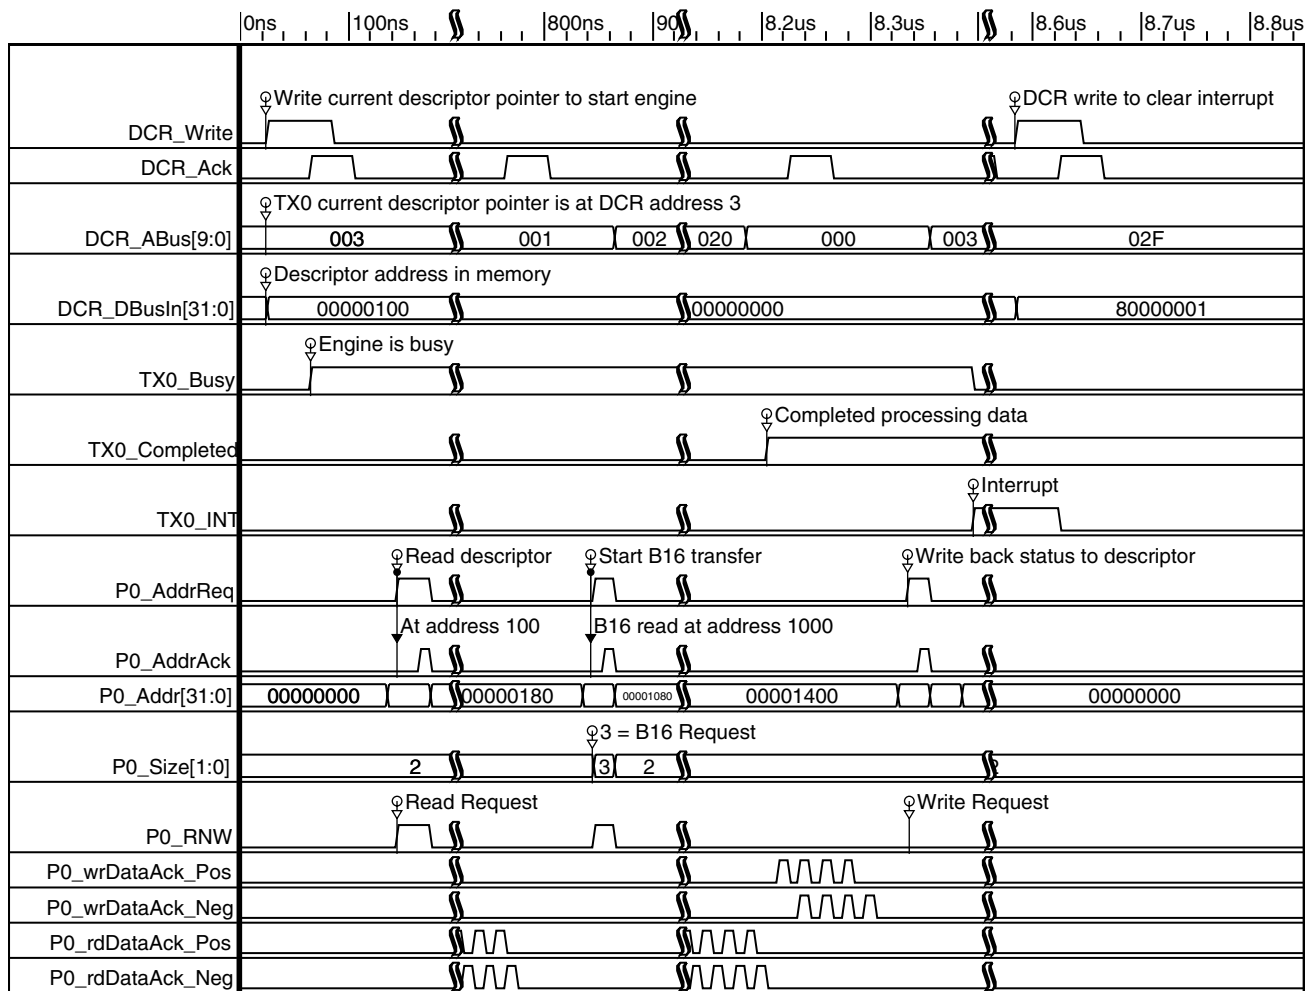 0ns 100ns 800ns 90 8.2us 8.3us 8.6us 8.7us 8.8us
Write current descriptor pointer to start engine DCR write to clear interrupt
DCR_Write
DCR_Ack
TX0 current descriptor pointer is at DCR address 3
DCR_ABus[9:0] 003 001 002 020 000 003 02F
Descriptor address in memory
DCR_DBusIn[31:0] 00000100 00000000 80000001
Engine is busy
TX0_Busy
Completed processing data
TX0_Completed
Interrupt
TX0_INT
Read descriptor Start B16 transfer Write back status to descriptor
P0_AddrReq
At address 100 B16 read at address 1000
P0_AddrAck
P0_Addr[31:0] 00000000 00000180 00001080 00001400 00000000
3 = B16 Request
P0_Size[1:0] 2 3 2 2
Read Request Write Request
P0_RNW
P0_wrDataAck_Pos
P0_wrDataAck_Neg
P0_rdDataAck_Pos
P0_rdDataAck_Neg